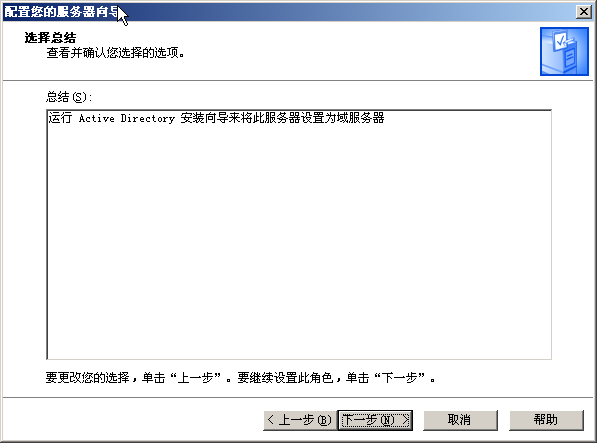 配置您的服务器向导
选择总结
查看并确认您选择的选项。
总结(S):
运行 Active Directory 安装向导来将此服务器设置为域服务器
要更改您的选择，单击“上一步”。要继续设置此角色，单击“下一步”。
< 上一步(B) 下一步(N) > 取消 帮助